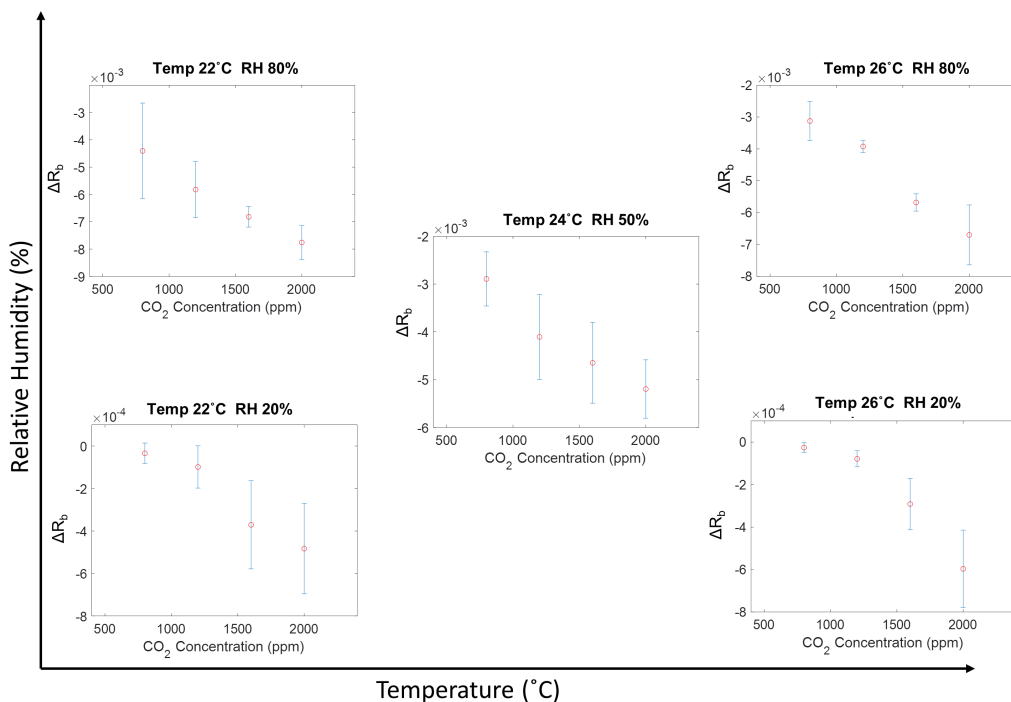 Relative Humidity (%)
Temperature (˚C)
Temp 22˚C RH 80%
×10-3
-3
-4
-5
-6
-7
-8
-9
ΔRb
500 1000 1500 2000
CO2 Concentration (ppm)
Temp 26˚C RH 80%
×10-3
-2
-3
-4
-5
-6
-7
-8
ΔRb
500 1000 1500 2000
CO2 Concentration (ppm)
Temp 24˚C RH 50%
×10-3
-2
-3
-4
-5
-6
ΔRb
500 1000 1500 2000
CO2 Concentration (ppm)
Temp 22˚C RH 20%
×10-4
0
-2
-4
-6
-8
ΔRb
500 1000 1500 2000
CO2 Concentration (ppm)
Temp 26˚C RH 20%
×10-4
0
-2
-4
-6
-8
ΔRb
500 1000 1500 2000
CO2 Concentration (ppm)